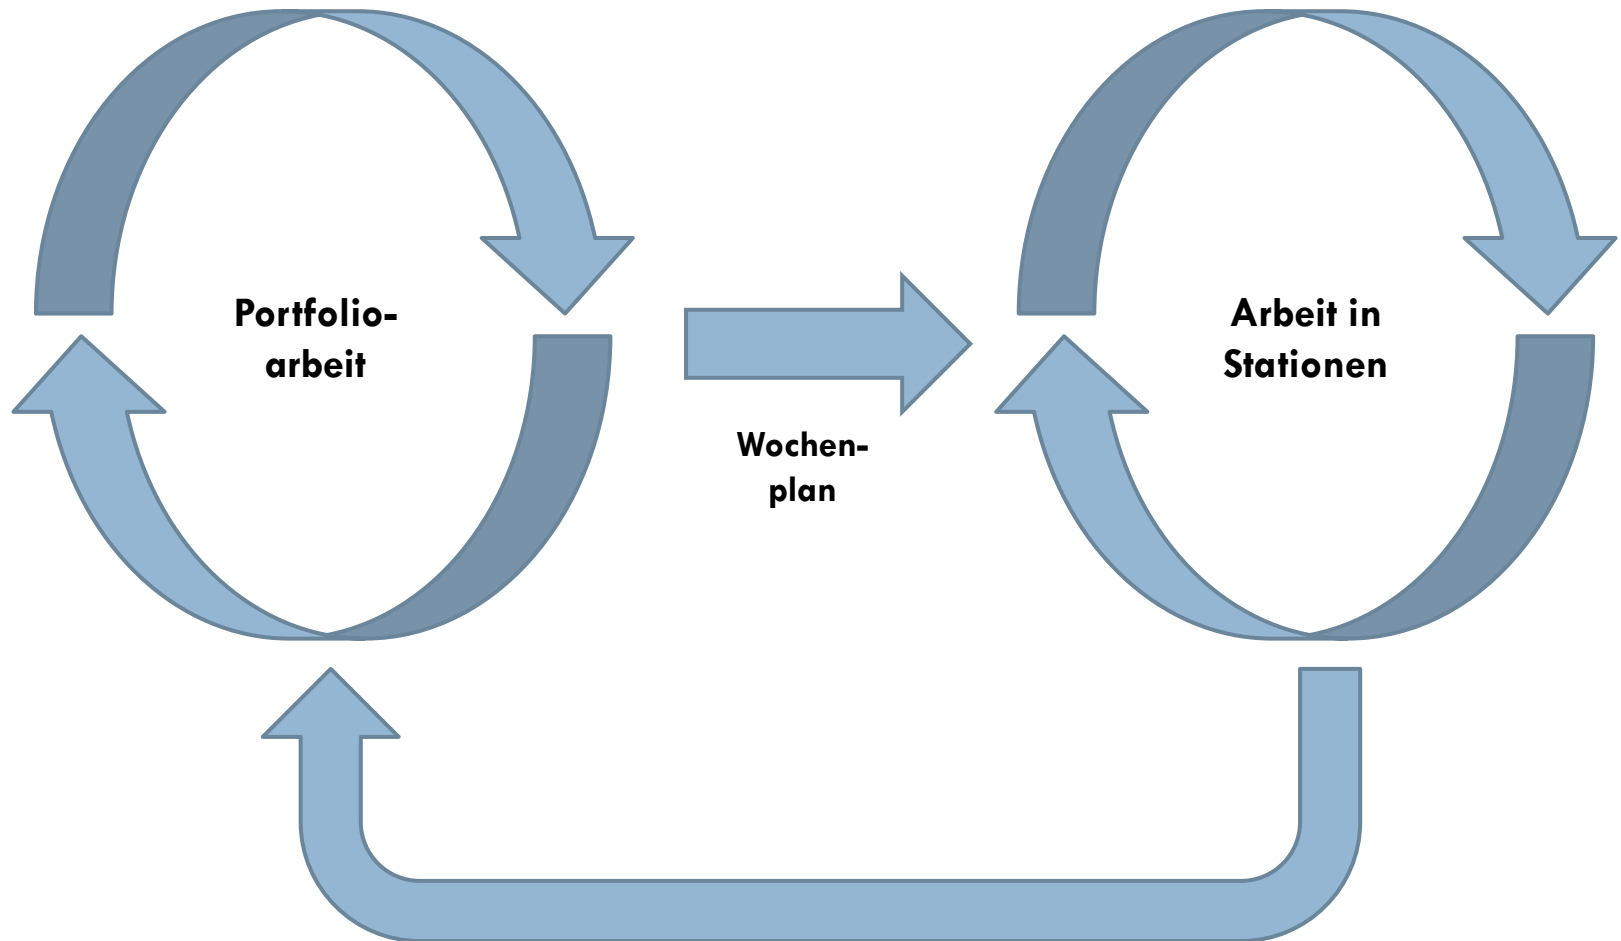 Portfolio-
arbeit
Wochen-
plan
Arbeit in
Stationen